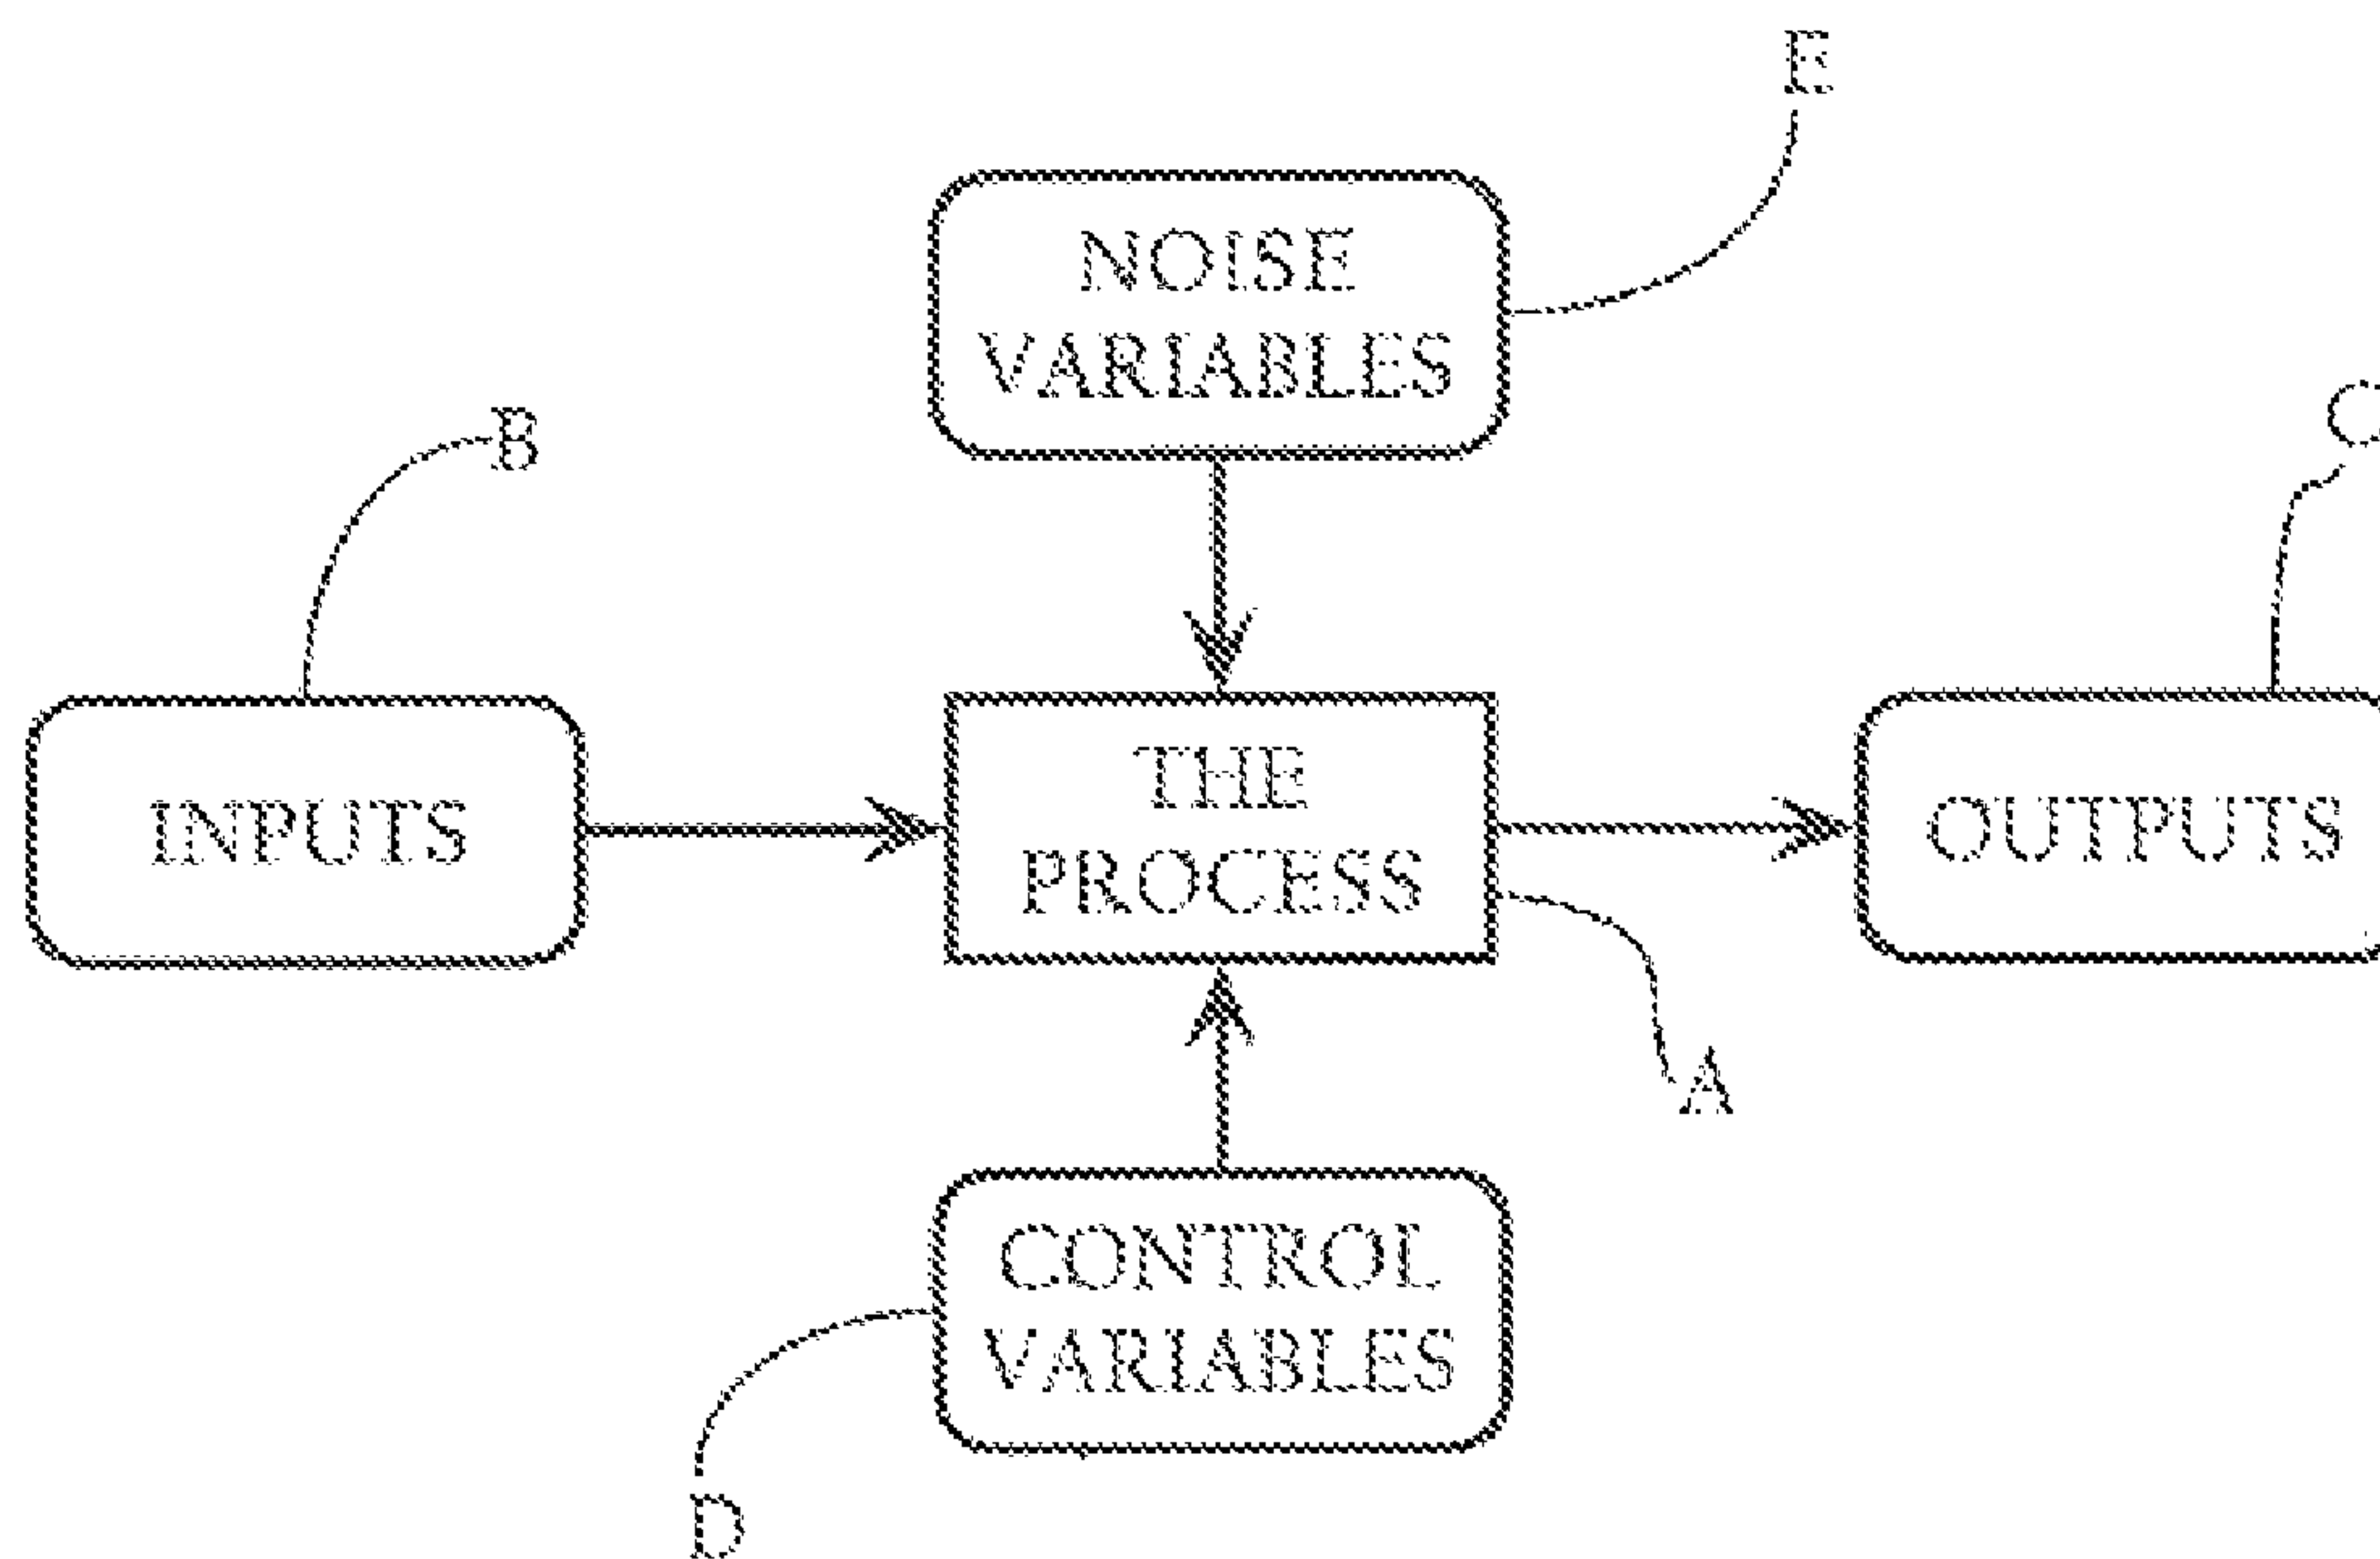 E
NOISE
VARIABLES
B
C
INPUTS
THE
PROCESS
OUTPUTS
A
CONTROL
VARIABLES
D